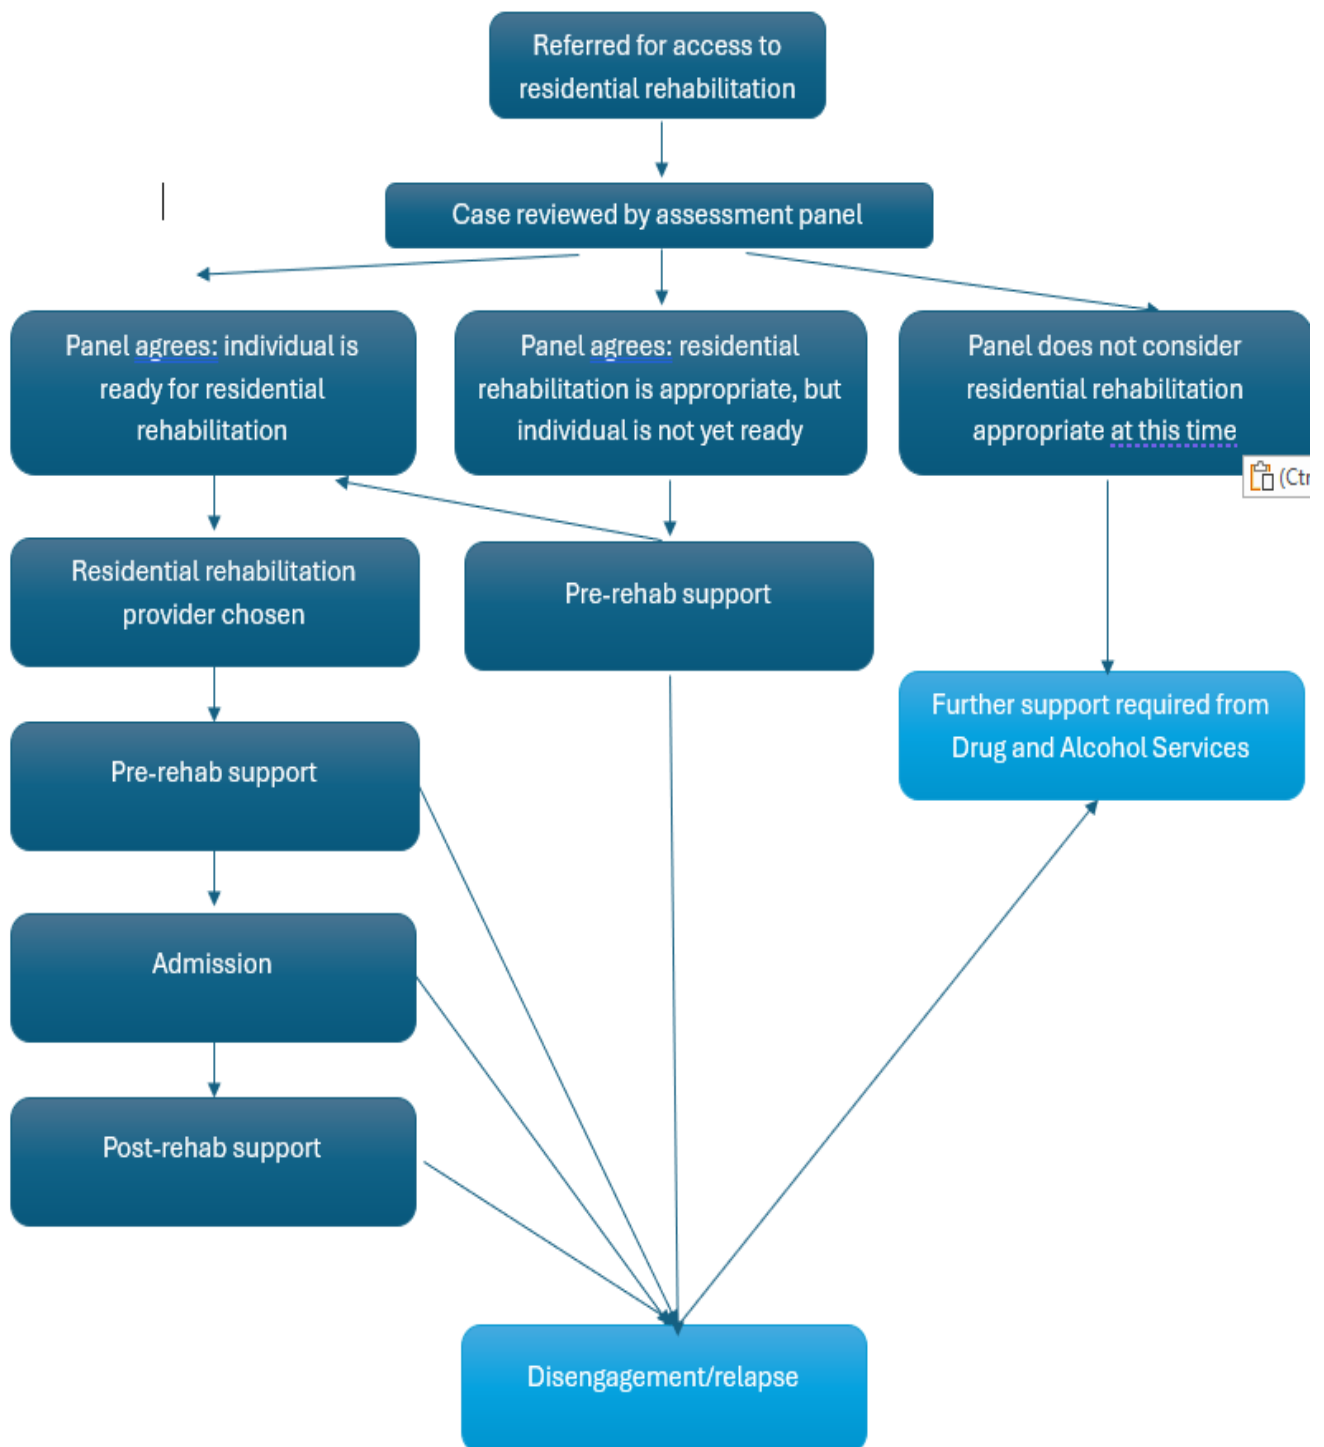 Referred for access to
residential rehabilitation
Case reviewed by assessment panel
Panel agrees: individual is
ready for residential
rehabilitation
Panel agrees: residential
rehabilitation is appropriate, but
individual is not yet ready
Panel does not consider
residential rehabilitation
appropriate at this time
(Ctr
Residential rehabilitation
provider chosen
Pre-rehab support
Further support required from
Drug and Alcohol Services
Pre-rehab support
Admission
Post-rehab support
Disengagement/relapse